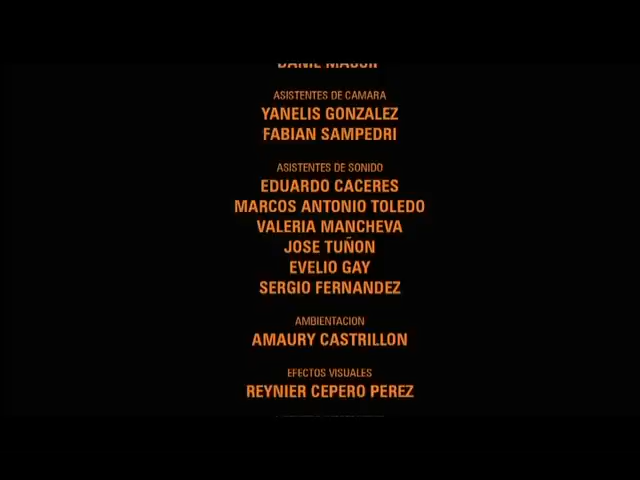 ASISTENTES DE CAMARA
YANELIS GONZALEZ
FABIAN SAMPEDRI
ASISTENTES DE SONIDO
EDUARDO CACERES
MARCOS ANTONIO TOLEDO
VALERIA MANCHEVA
JOSE TUÑON
EVELIO GAY
SERGIO FERNANDEZ
AMBIENTACION
AMAURY CASTRILLON
EFECTOS VISUALES
REYNIER CEPERO PEREZ